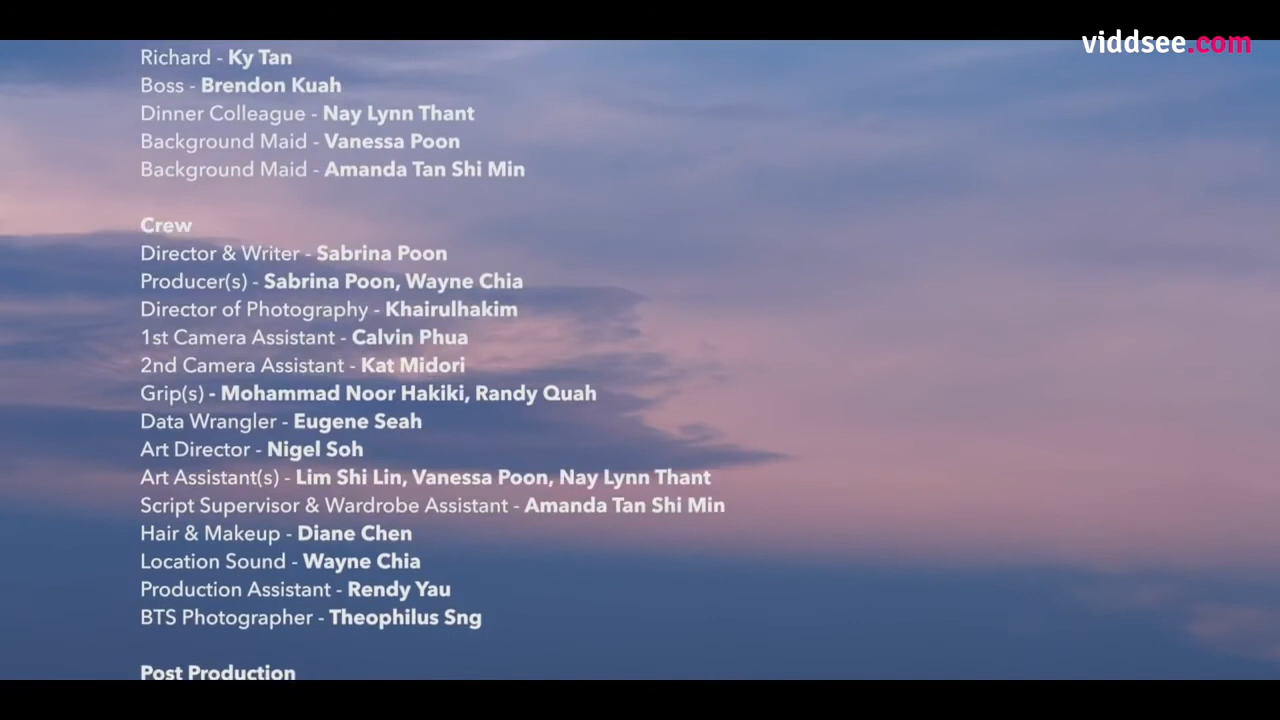 viddsee.com
Richard - Ky Tan
Boss - Brendon Kuah
Dinner Colleague - Nay Lynn Thant
Background Maid - Vanessa Poon
Background Maid - Amanda Tan Shi Min
Crew
Director & Writer - Sabrina Poon
Producer(s) - Sabrina Poon, Wayne Chia
Director of Photography - Khairulhakim
1st Camera Assistant - Calvin Phua
2nd Camera Assistant - Kat Midori
Grip(s) - Mohammad Noor Hakiki, Randy Quah
Data Wrangler - Eugene Seah
Art Director - Nigel Soh
Art Assistant(s) - Lim Shi Lin, Vanessa Poon, Nay Lynn Thant
Script Supervisor & Wardrobe Assistant - Amanda Tan Shi Min
Hair & Makeup - Diane Chen
Location Sound - Wayne Chia
Production Assistant - Rendy Yau
BTS Photographer - Theophilus Sng
Post Production